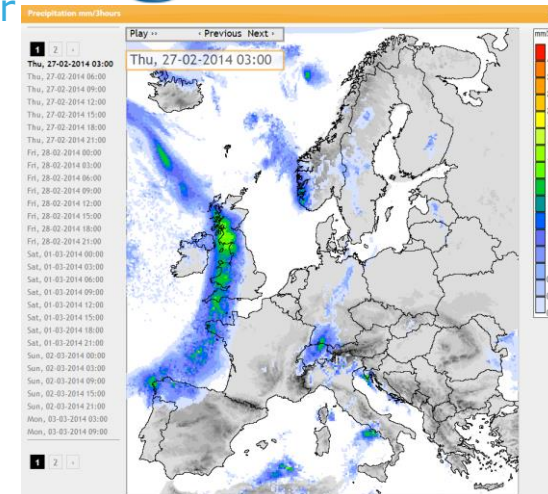 r
Precipitation mm/3hours
Play ›› ‹ Previous Next ›
Thu, 27-02-2014 03:00
1 2 ›
Thu, 27-02-2014 03:00
Thu, 27-02-2014 06:00
Thu, 27-02-2014 09:00
Thu, 27-02-2014 12:00
Thu, 27-02-2014 15:00
Thu, 27-02-2014 18:00
Thu, 27-02-2014 21:00
Fri, 28-02-2014 00:00
Fri, 28-02-2014 03:00
Fri, 28-02-2014 06:00
Fri, 28-02-2014 09:00
Fri, 28-02-2014 12:00
Fri, 28-02-2014 15:00
Fri, 28-02-2014 18:00
Fri, 28-02-2014 21:00
Sat, 01-03-2014 00:00
Sat, 01-03-2014 03:00
Sat, 01-03-2014 06:00
Sat, 01-03-2014 09:00
Sat, 01-03-2014 12:00
Sat, 01-03-2014 15:00
Sat, 01-03-2014 18:00
Sat, 01-03-2014 21:00
Sun, 02-03-2014 00:00
Sun, 02-03-2014 03:00
Sun, 02-03-2014 09:00
Sun, 02-03-2014 15:00
Sun, 02-03-2014 21:00
Mon, 03-03-2014 03:00
Mon, 03-03-2014 09:00
1 2 ›